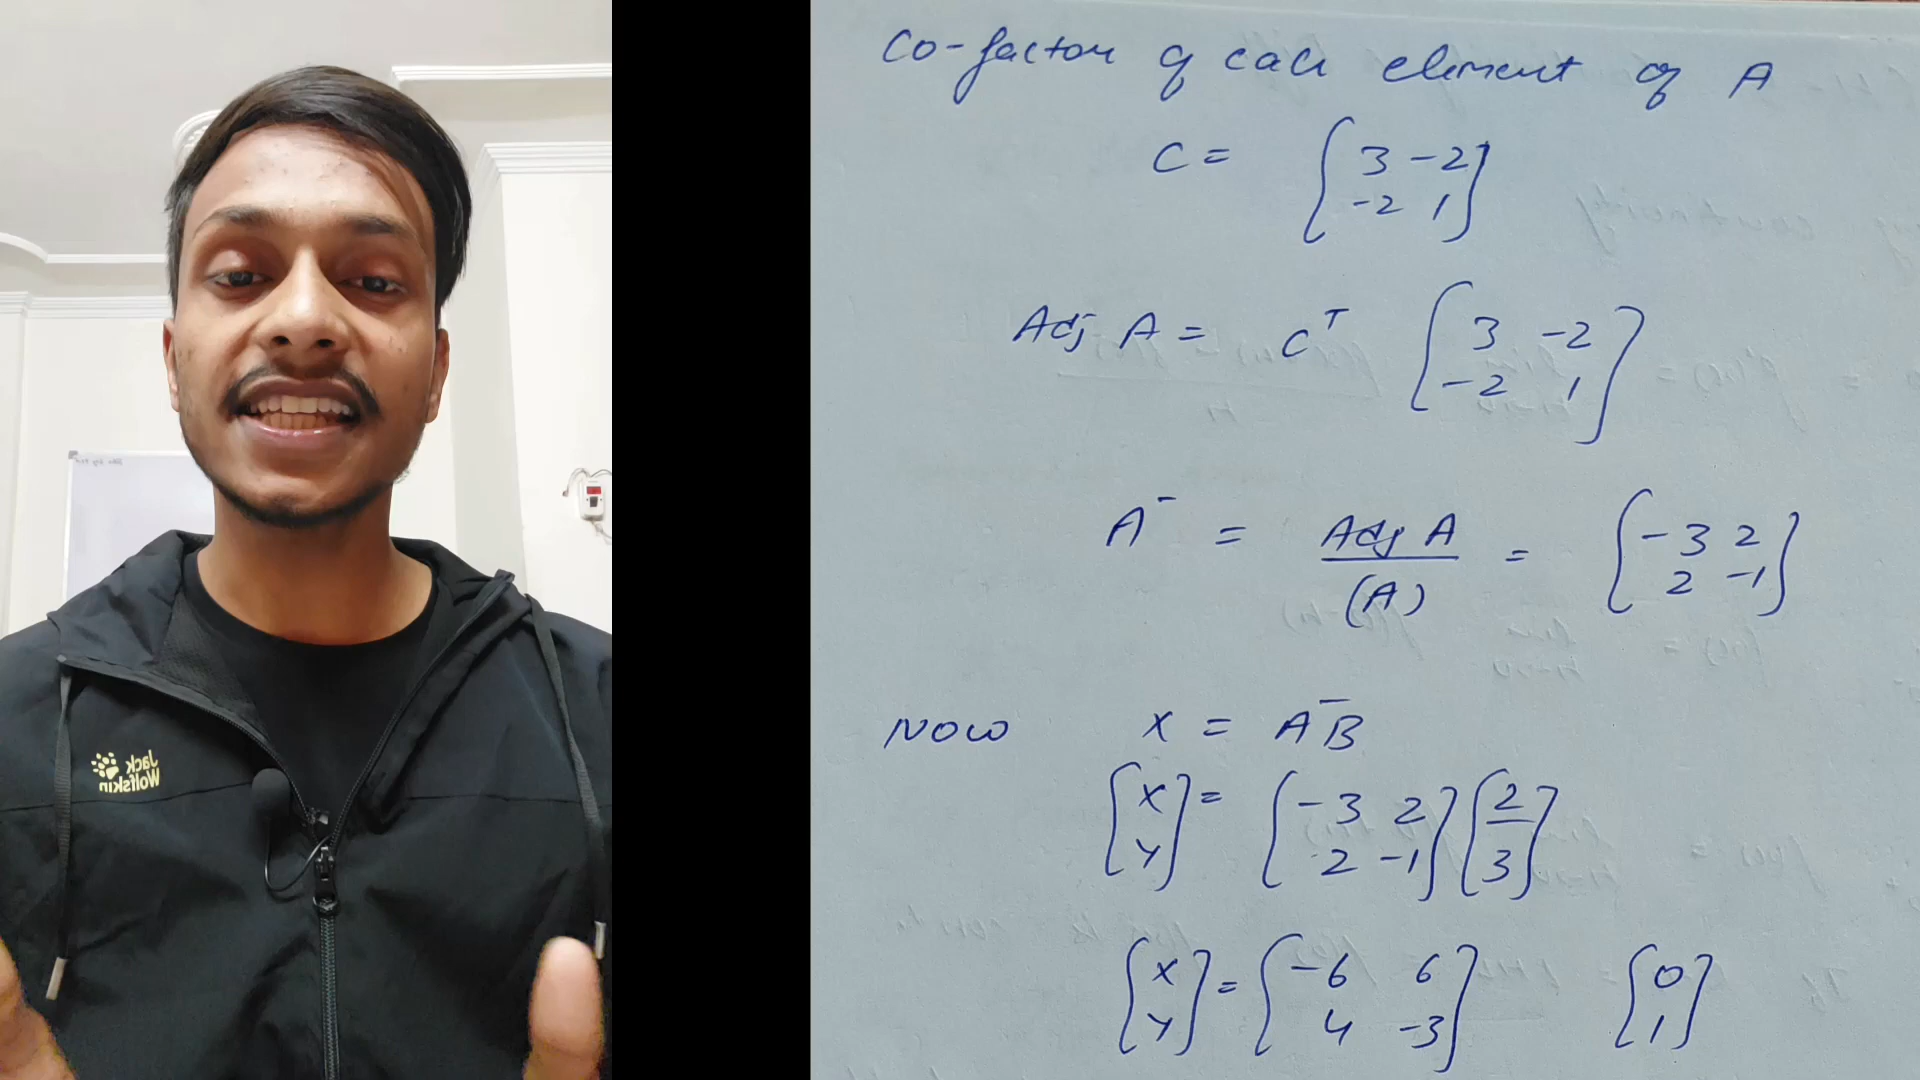 Jack
Wolfskin
Co-factor of each element of A
C = [3 -2
-2 1]
Adj A = C^T [3 -2
-2 1]
A^- = Adj A / (A) = [-3 2
2 -1]
NOW X = A^-B
[x
y] = [-3 2
2 -1] [2
3]
[x
y] = [-6 6
4 -3] [0
1]